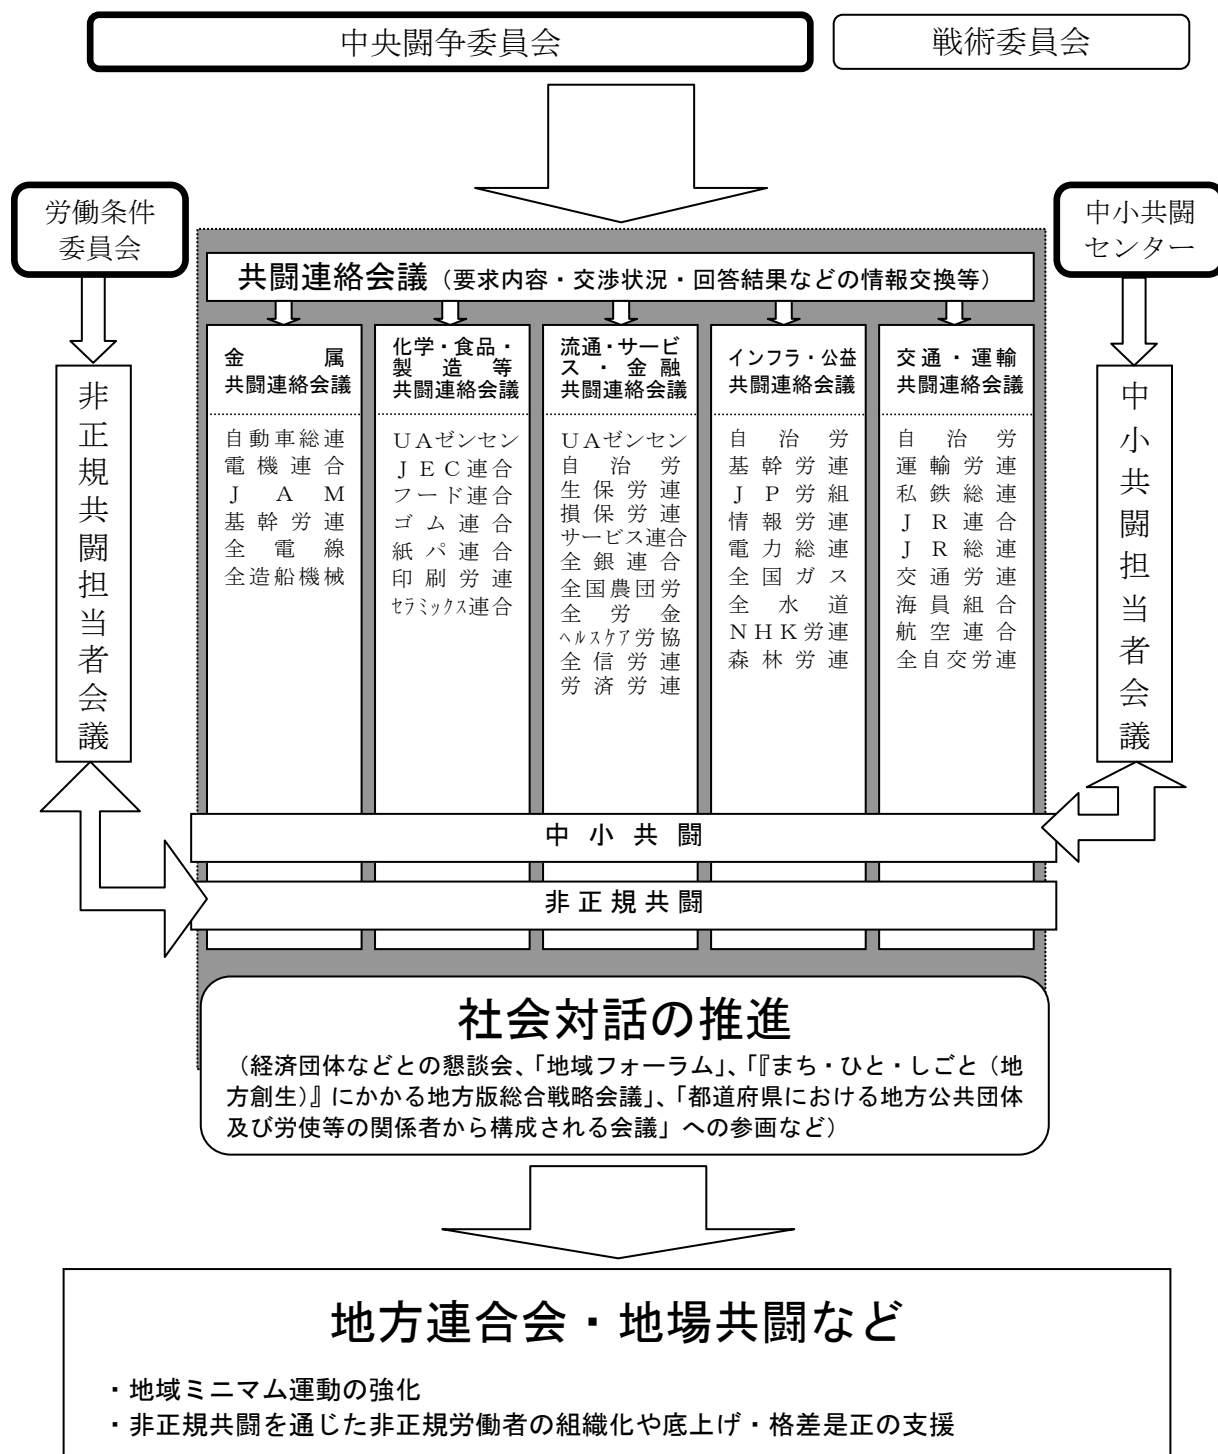 中央闘争委員会
戦術委員会
労働条件
委員会
中小共闘
センター
共闘連絡会議(要求内容・交渉状況・回答結果などの情報交換等)
金属
共闘連絡会議
自動車総連
電機連合
JAM
基幹労連
全電線
全造船機械
化学・食品・
製造等
共闘連絡会議
UAゼンセン
JEC連合
フード連合
ゴム連合
紙パ連合
印刷労連
セラミックス連合
流通・サービ
ス・金融
共闘連絡会議
UAゼンセン
自治労
生保労連
損保労連
サービス連合
全銀連合
全国農団労
全労金
ヘルスケア労協
全信労連
労済労連
インフラ・公益
共闘連絡会議
自治労
基幹労連
JP労組
情報労連
電力総連
全国ガス
全水道
NHK労連
森林労連
交通・運輸
共闘連絡会議
自治労
運輸労連
私鉄総連
JR連合
JR総連
交通労連
海員組合
航空連合
全自交労連
非正規共闘担当者会議
中小共闘担当者会議
中小共闘
非正規共闘
社会対話の推進
(経済団体などとの懇談会、「地域フォーラム」、「『まち・ひと・しごと(地
方創生)』にかかる地方版総合戦略会議」、「都道府県における地方公共団体
及び労使等の関係者から構成される会議」への参画など)
地方連合会・地場共闘など
・地域ミニマム運動の強化
・非正規共闘を通じた非正規労働者の組織化や底上げ・格差是正の支援